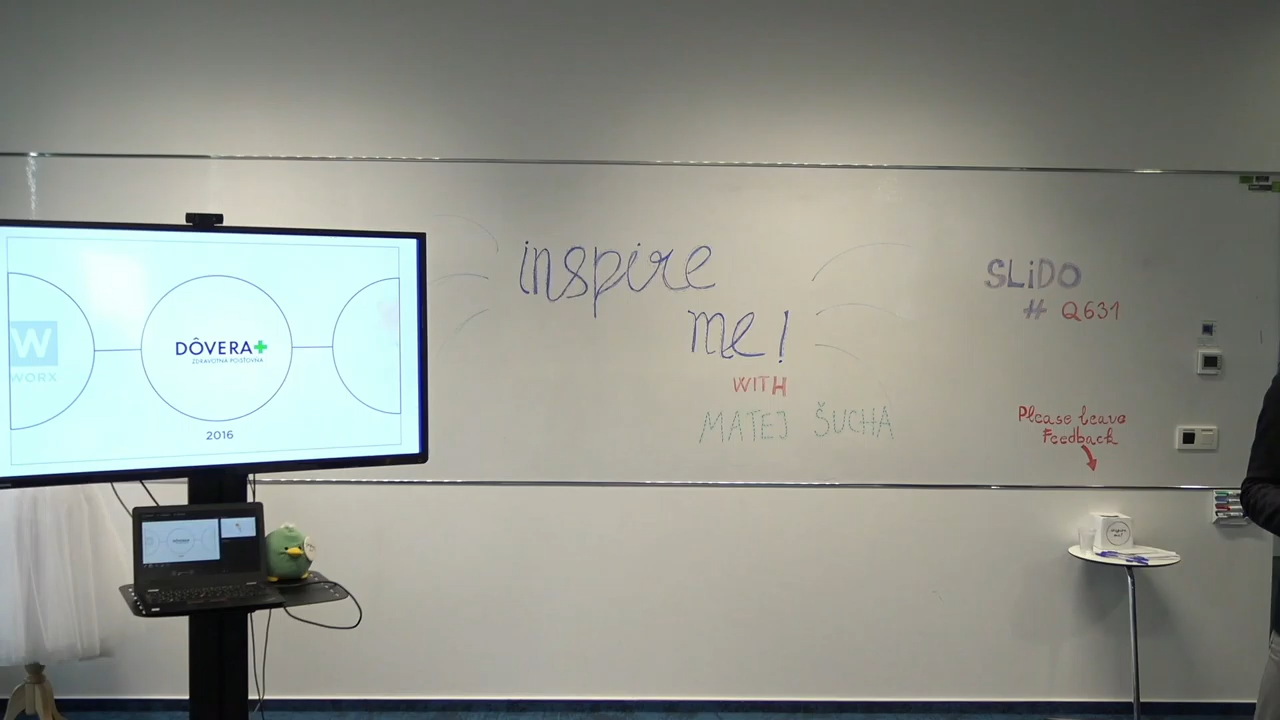 W
WORX
DÔVERA+
ZDRAVOTNÁ POISŤOVŇA
2016
inspire
me!
WITH
MATEJ ŠUCHA
SLiDO
# Q631
Please leave
Feedback